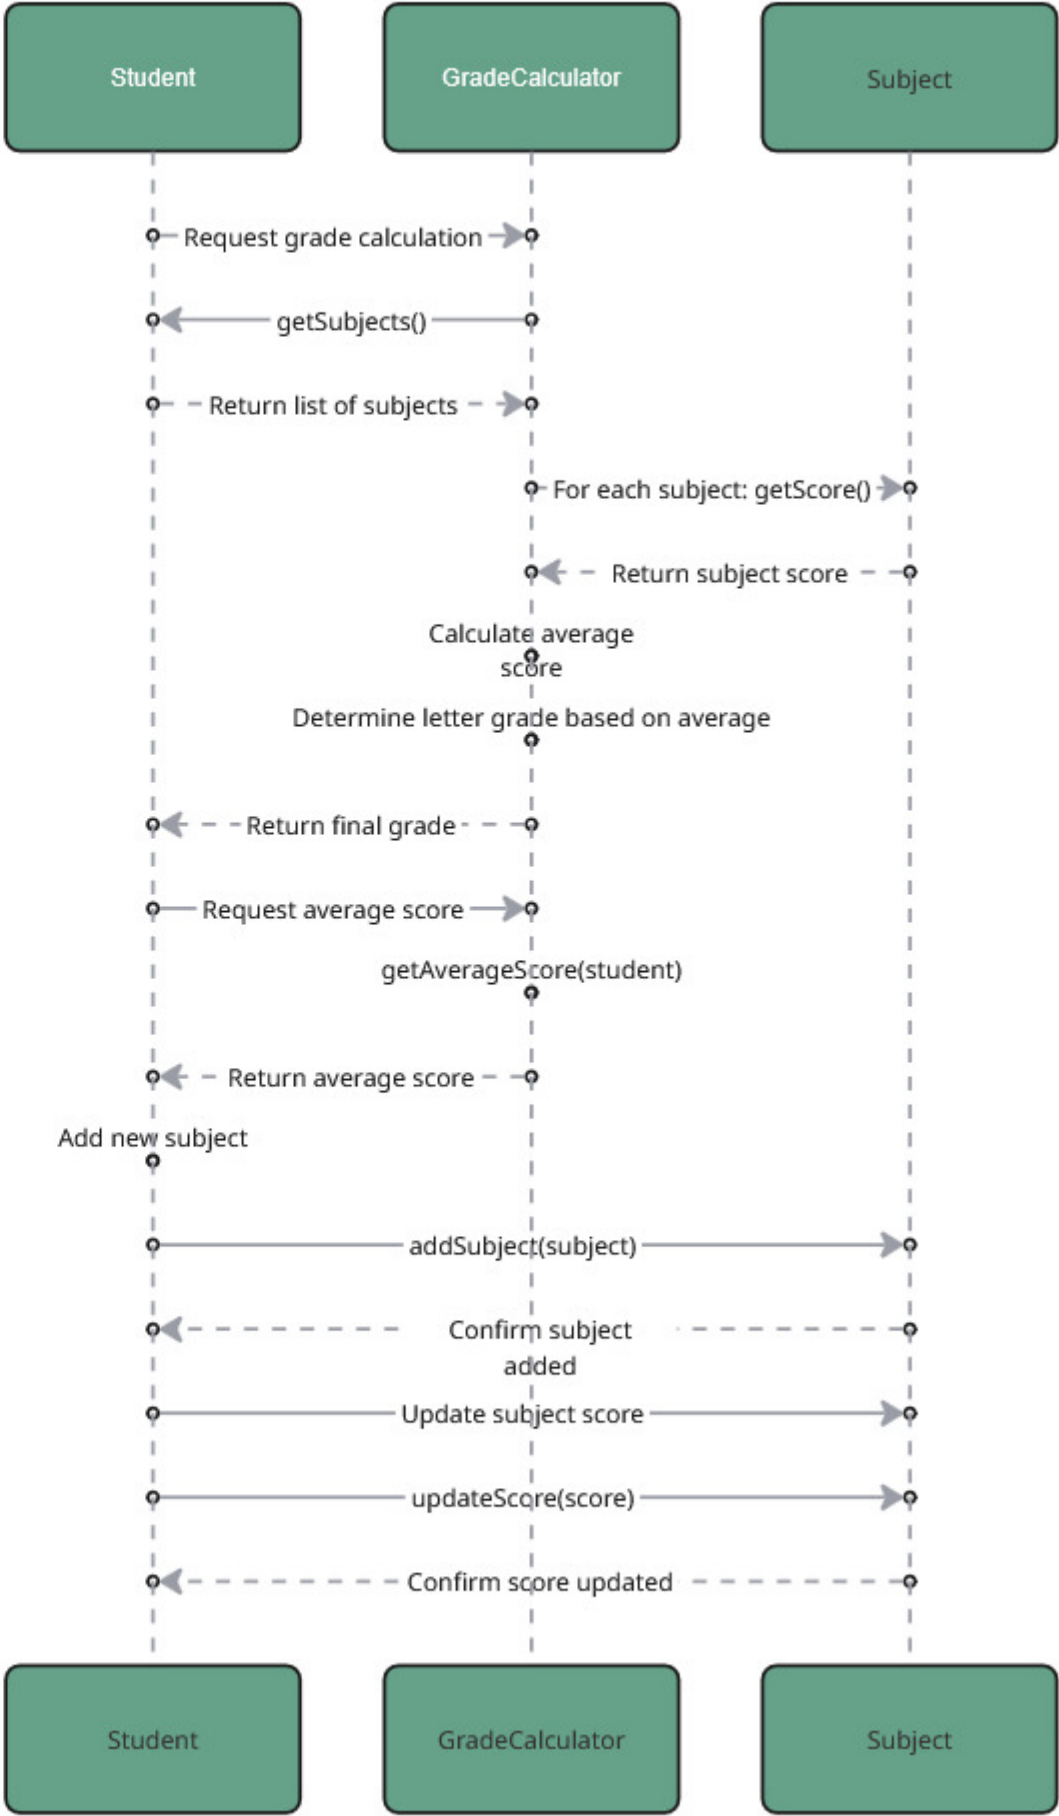 Student
GradeCalculator
Subject
Request grade calculation
getSubjects()
Return list of subjects
For each subject: getScore()
Return subject score
Calculate average
score
Determine letter grade based on average
Return final grade
Request average score
getAverageScore(student)
Return average score
Add new subject
addSubject(subject)
Confirm subject
added
Update subject score
updateScore(score)
Confirm score updated
Student
GradeCalculator
Subject